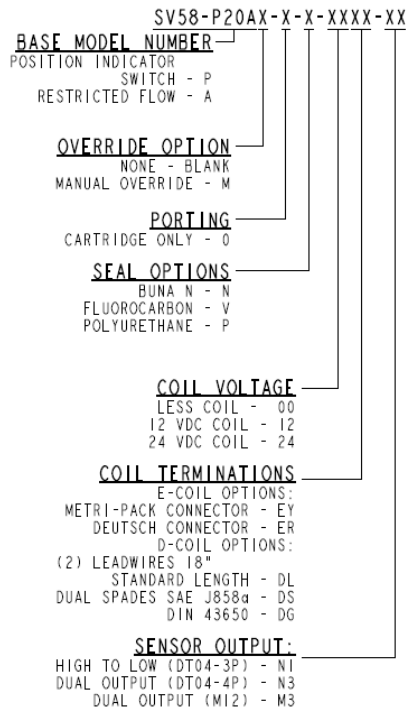 SV58-P20AX-X-X-XXXX-XX
BASE MODEL NUMBER
POSITION INDICATOR
SWITCH - P
RESTRICTED FLOW - A
OVERRIDE OPTION
NONE - BLANK
MANUAL OVERRIDE - M
PORTING
CARTRIDGE ONLY - 0
SEAL OPTIONS
BUNA N - N
FLUOROCARBON - V
POLYURETHANE - P
COIL VOLTAGE
LESS COIL - 00
12 VDC COIL - 12
24 VDC COIL - 24
COIL TERMINATIONS
E-COIL OPTIONS:
METRI-PACK CONNECTOR - EY
DEUTSCH CONNECTOR - ER
D-COIL OPTIONS:
(2) LEADWIRES 18"
STANDARD LENGTH - DL
DUAL SPADES SAE J858a - DS
DIN 43650 - DG
SENSOR OUTPUT:
HIGH TO LOW (DT04-3P) - N1
DUAL OUTPUT (DT04-4P) - N3
DUAL OUTPUT (M12) - M3